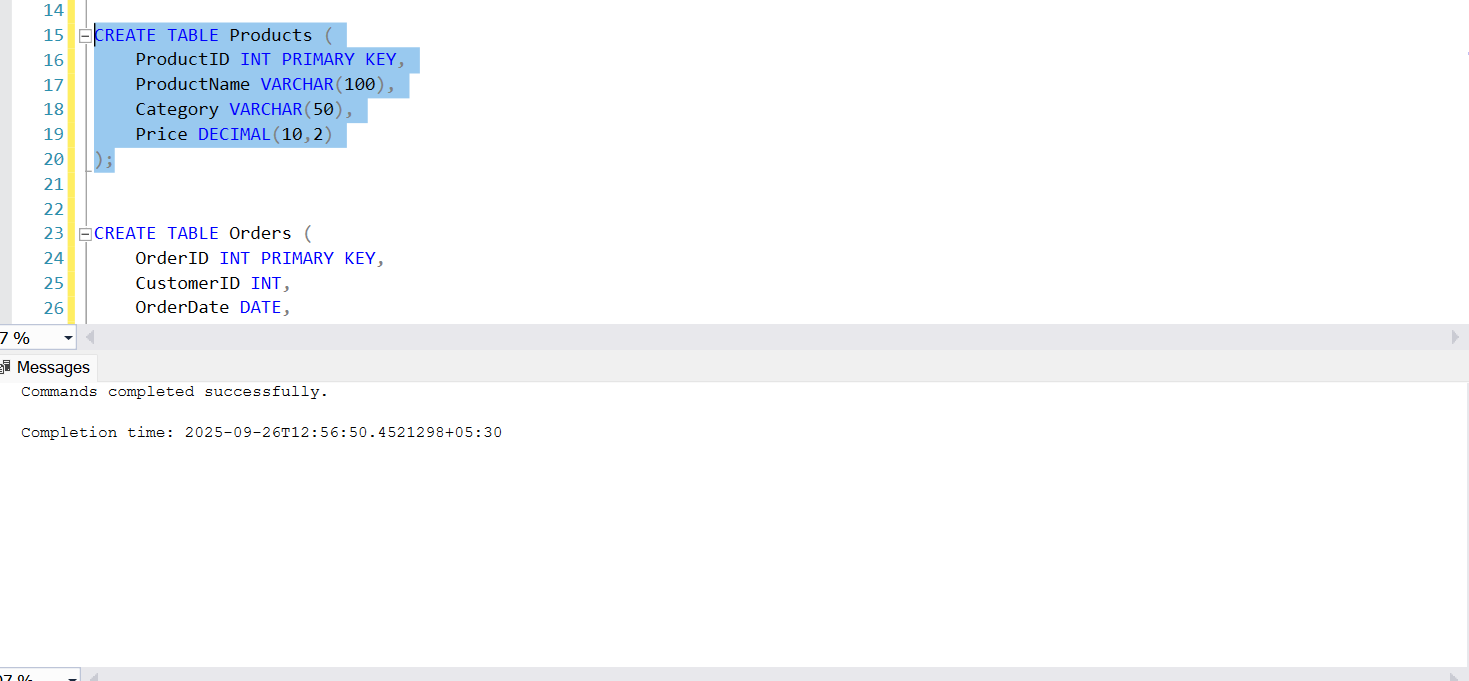 14
15 CREATE TABLE Products (
16 ProductID INT PRIMARY KEY,
17 ProductName VARCHAR(100),
18 Category VARCHAR(50),
19 Price DECIMAL(10,2)
20 );
21
22
23 CREATE TABLE Orders (
24 OrderID INT PRIMARY KEY,
25 CustomerID INT,
26 OrderDate DATE,
7 %
Messages
Commands completed successfully.
Completion time: 2025-09-26T12:56:50.4521298+05:30